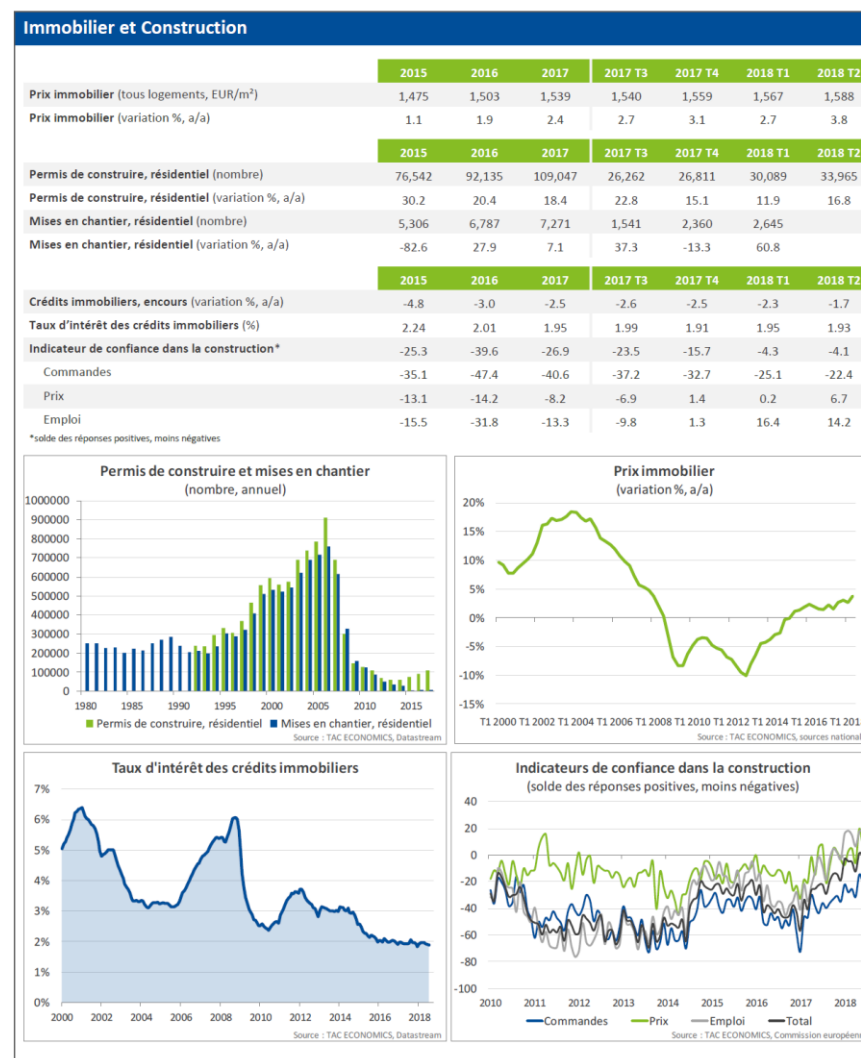 Immobilier et Construction
2015 2016 2017 2017 T3 2017 T4 2018 T1 2018 T2
Prix immobilier (tous logements, EUR/m²) 1,475 1,503 1,539 1,540 1,559 1,567 1,588
Prix immobilier (variation %, a/a) 1.1 1.9 2.4 2.7 3.1 2.7 3.8
2015 2016 2017 2017 T3 2017 T4 2018 T1 2018 T2
Permis de construire, résidentiel (nombre) 76,542 92,135 109,047 26,262 26,811 30,089 33,965
Permis de construire, résidentiel (variation %, a/a) 30.2 20.4 18.4 22.8 15.1 11.9 16.8
Mises en chantier, résidentiel (nombre) 5,306 6,787 7,271 1,541 2,360 2,645
Mises en chantier, résidentiel (variation %, a/a) -82.6 27.9 7.1 37.3 -13.3 60.8
2015 2016 2017 2017 T3 2017 T4 2018 T1 2018 T2
Crédits immobiliers, encours (variation %, a/a) -4.8 -3.0 -2.5 -2.6 -2.5 -2.3 -1.7
Taux d'intérêt des crédits immobiliers (%) 2.24 2.01 1.95 1.99 1.91 1.95 1.93
Indicateur de confiance dans la construction* -25.3 -39.6 -26.9 -23.5 -15.7 -4.3 -4.1
Commandes -35.1 -47.4 -40.6 -37.2 -32.7 -25.1 -22.4
Prix -13.1 -14.2 -8.2 -6.9 1.4 0.2 6.7
Emploi -15.5 -31.8 -13.3 -9.8 1.3 16.4 14.2
*solde des réponses positives, moins négatives
Permis de construire et mises en chantier
(nombre, annuel)
1000000
900000
800000
700000
600000
500000
400000
300000
200000
100000
0
1980 1985 1990 1995 2000 2005 2010 2015
Permis de construire, résidentiel Mises en chantier, résidentiel
Source : TAC ECONOMICS, Datastream
Prix immobilier
(variation %, a/a)
20%
15%
10%
5%
0%
-5%
-10%
-15%
T1 2000 T1 2002 T1 2004 T1 2006 T1 2008 T1 2010 T1 2012 T1 2014 T1 2016 T1 2018
Source : TAC ECONOMICS, sources national
Taux d'intérêt des crédits immobiliers
7%
6%
5%
4%
3%
2%
1%
0%
2000 2002 2004 2006 2008 2010 2012 2014 2016 2018
Source : TAC ECONOMICS, Datastream
Indicateurs de confiance dans la construction
(solde des réponses positives, moins négatives)
40
20
0
-20
-40
-60
-80
-100
2010 2011 2012 2013 2014 2015 2016 2017 2018
Commandes Prix Emploi Total
Source : TAC ECONOMICS, Commission européenn